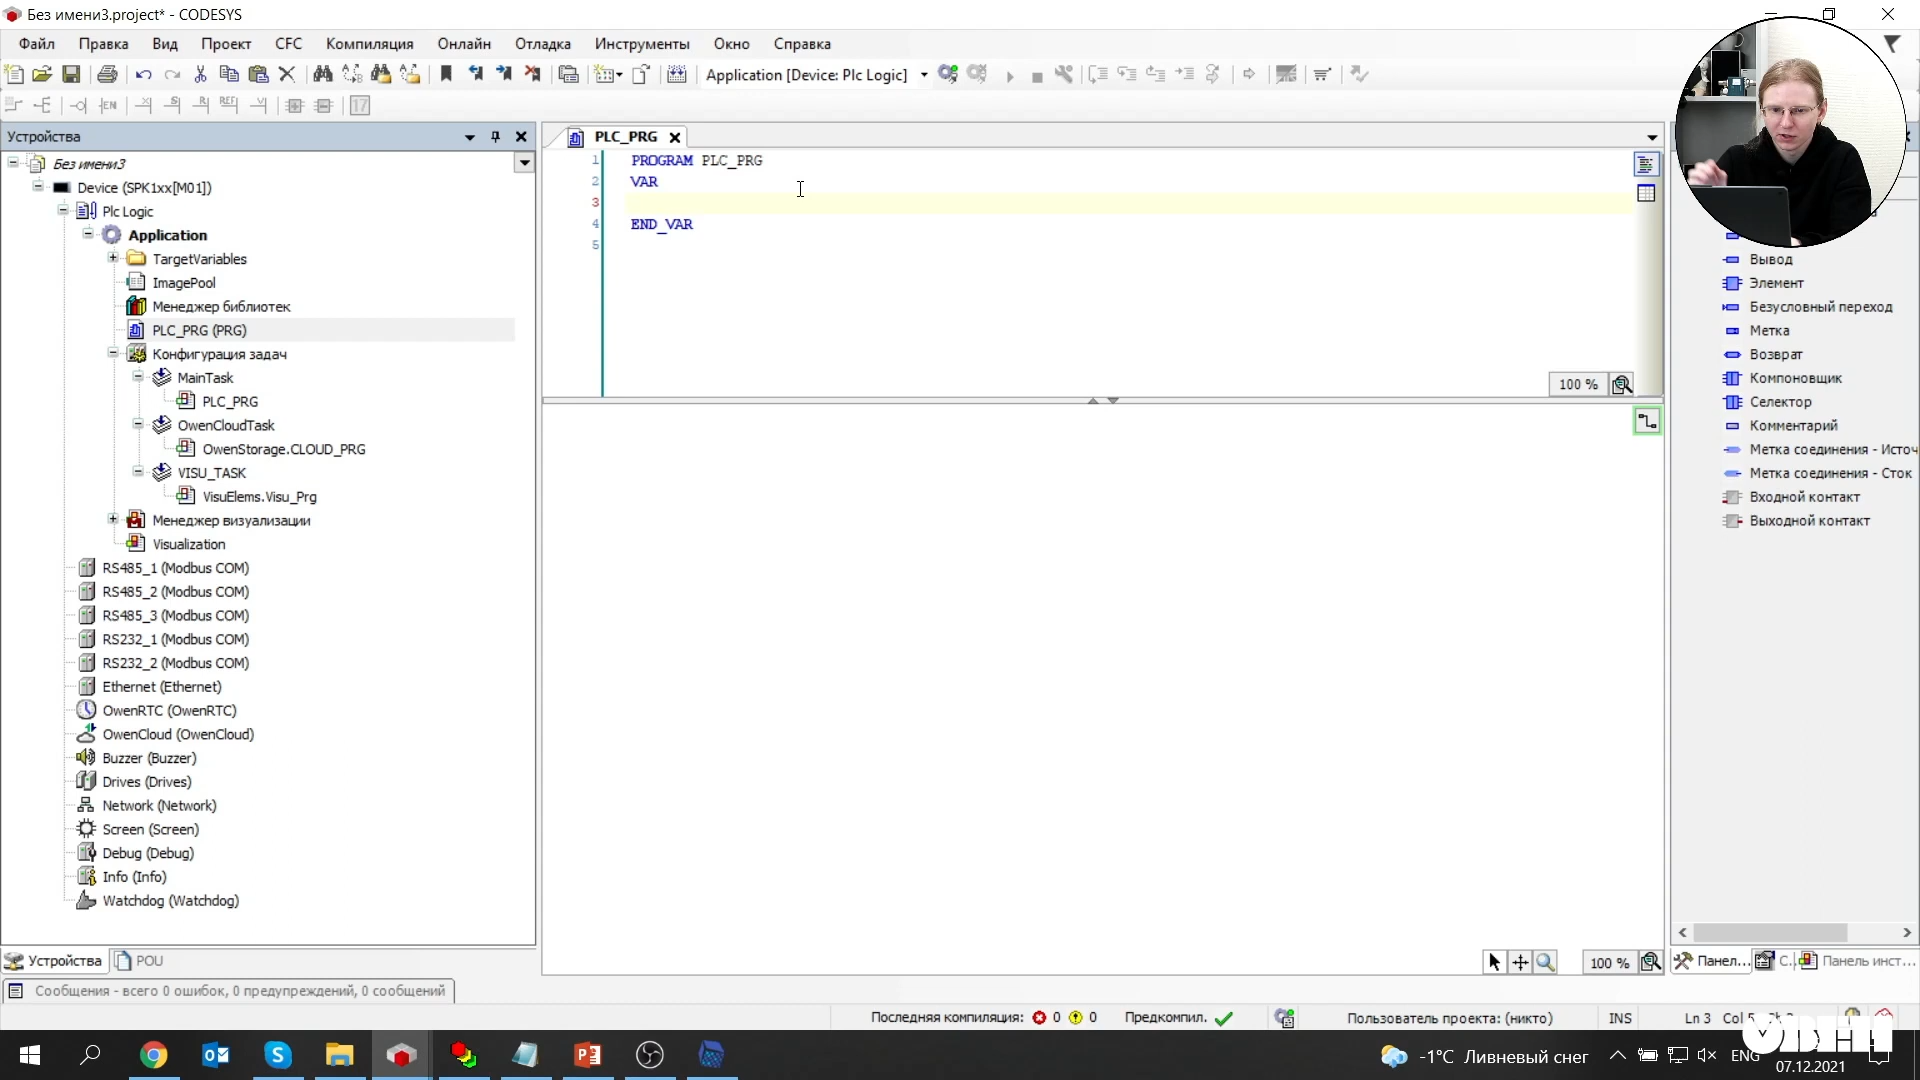 Без имени3.project* - CODESYS
Файл Правка Вид Проект CFC Компиляция Онлайн Отладка Инструменты Окно Справка
Application [Device: Plc Logic]
17
Устройства
Без имени3
Device (SPK1xx[M01])
Plc Logic
Application
TargetVariables
ImagePool
Менеджер библиотек
PLC_PRG (PRG)
Конфигурация задач
MainTask
PLC_PRG
OwenCloudTask
OwenStorage.CLOUD_PRG
VISU_TASK
VisuElems.Visu_Prg
Менеджер визуализации
Visualization
RS485_1 (Modbus COM)
RS485_2 (Modbus COM)
RS485_3 (Modbus COM)
RS232_1 (Modbus COM)
RS232_2 (Modbus COM)
Ethernet (Ethernet)
OwenRTC (OwenRTC)
OwenCloud (OwenCloud)
Buzzer (Buzzer)
Drives (Drives)
Network (Network)
Screen (Screen)
Debug (Debug)
Info (Info)
Watchdog (Watchdog)
Устройства POU
PLC_PRG
1 PROGRAM PLC_PRG
2 VAR
3
4 END_VAR
5
100 %
100 %
Вывод
Элемент
Безусловный переход
Метка
Возврат
Компоновщик
Селектор
Комментарий
Метка соединения - Источ
Метка соединения - Сток
Входной контакт
Выходной контакт
Панел... С.. Панель инст...
Сообщения - всего 0 ошибок, 0 предупреждений, 0 сообщений
Последняя компиляция: 0 0 Предкомпил. Пользователь проекта: (никто) INS Ln 3 Col
-1°C Ливневый снег ENG
07.12.2021